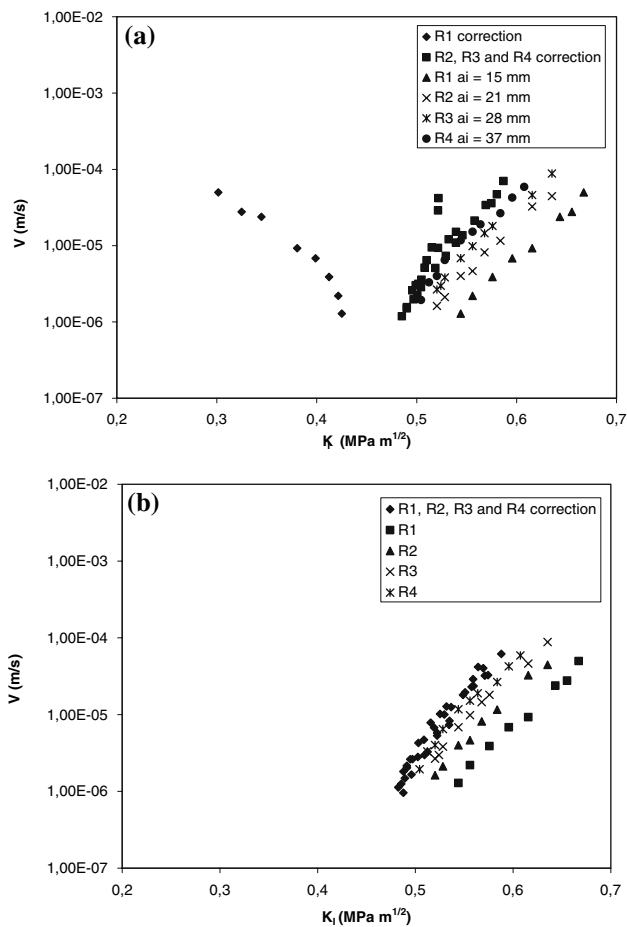 (a)
1,00E-02
1,00E-03
1,00E-04
1,00E-05
1,00E-06
1,00E-07
V (m/s)
R1 correction
R2, R3 and R4 correction
R1 ai = 15 mm
R2 ai = 21 mm
R3 ai = 28 mm
R4 ai = 37 mm
0,2 0,3 0,4 0,5 0,6 0,7
(MPa m1/2)
(b)
1,00E-02
1,00E-03
1,00E-04
1,00E-05
1,00E-06
1,00E-07
V (m/s)
R1, R2, R3 and R4 correction
R1
R2
R3
R4
0,2 0,3 0,4 0,5 0,6 0,7
KI (MPa m1/2)